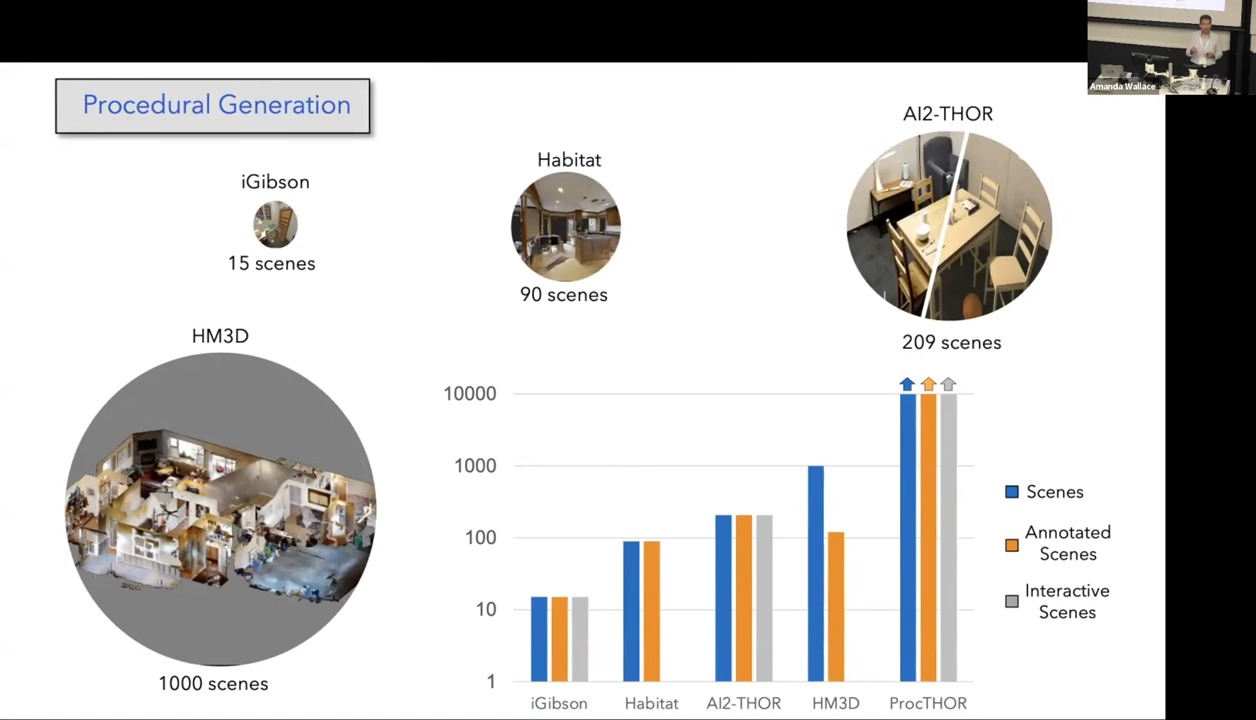 Amanda Wallace
Procedural Generation
iGibson
15 scenes
Habitat
90 scenes
AI2-THOR
209 scenes
HM3D
1000 scenes
10000
1000
100
10
1
iGibson
Habitat
AI2-THOR
HM3D
ProcTHOR
Scenes
Annotated
Scenes
Interactive
Scenes